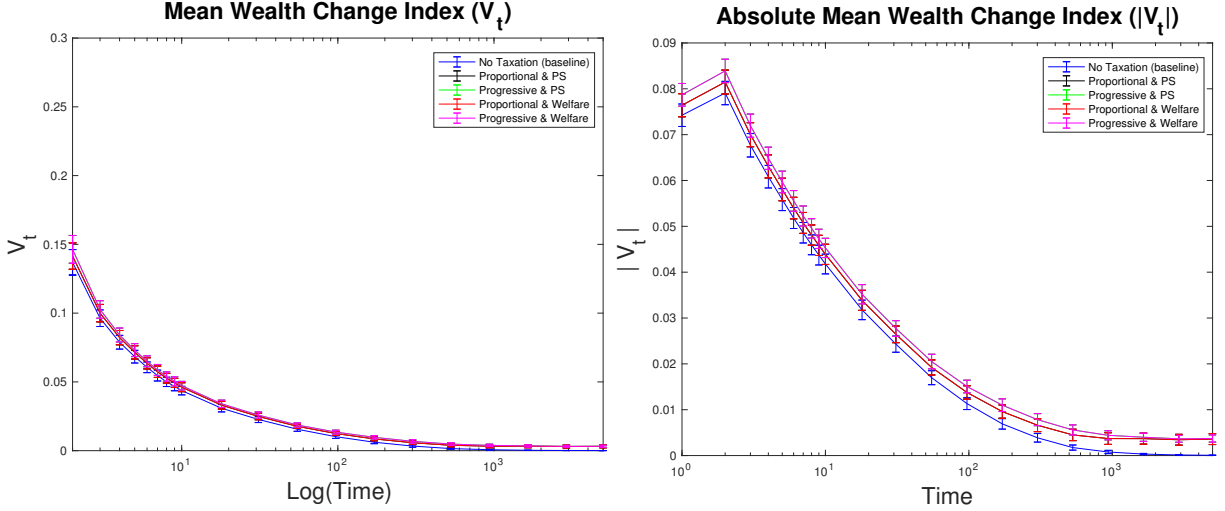 Mean Wealth Change Index (V_t)
0.3
0.25
0.2
0.15
0.1
0.05
0
V_t
10^1
10^2
10^3
Log(Time)
No Taxation (baseline)
Proportional & PS
Progressive & PS
Proportional & Welfare
Progressive & Welfare
Absolute Mean Wealth Change Index (|V_t|)
0.09
0.08
0.07
0.06
0.05
0.04
0.03
0.02
0.01
0
| V_t |
10^0
10^1
10^2
10^3
Time
No Taxation (baseline)
Proportional & PS
Progressive & PS
Proportional & Welfare
Progressive & Welfare